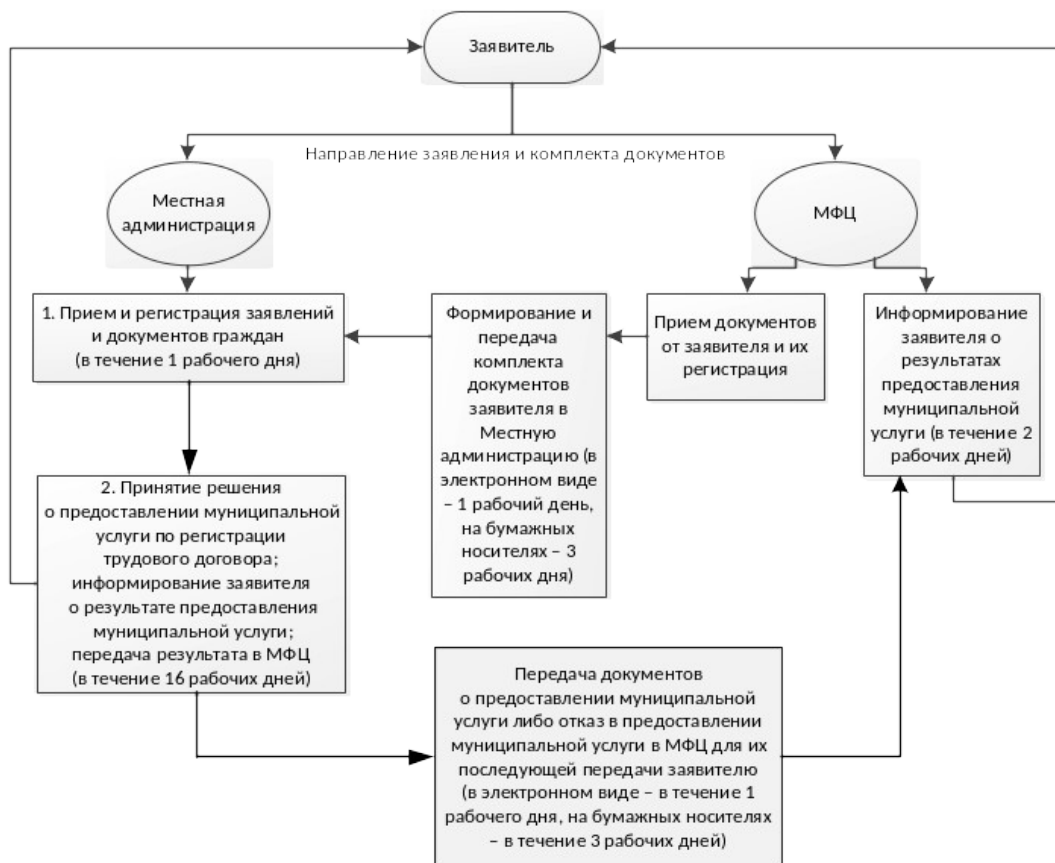 Заявитель
Направление заявления и комплекта документов
Местная
администрация
МФЦ
1. Прием и регистрация заявлений
и документов граждан
(в течение 1 рабочего дня)
Формирование и
передача
комплекта
документов
заявителя в
Местную
администрацию (в
электронном виде
– 1 рабочий день,
на бумажных
носителях – 3
рабочих дня)
Прием документов
от заявителя и их
регистрация
Информирование
заявителя о
результатах
предоставления
муниципальной
услуги (в течение 2
рабочих дней)
2. Принятие решения
о предоставлении муниципальной
услуги по регистрации
трудового договора;
информирование заявителя
о результате предоставления
муниципальной услуги;
передача результата в МФЦ
(в течение 16 рабочих дней)
Передача документов
о предоставлении муниципальной
услуги либо отказ в предоставлении
муниципальной услуги в МФЦ для их
последующей передачи заявителю
(в электронном виде – в течение 1
рабочего дня, на бумажных носителях
– в течение 3 рабочих дней)